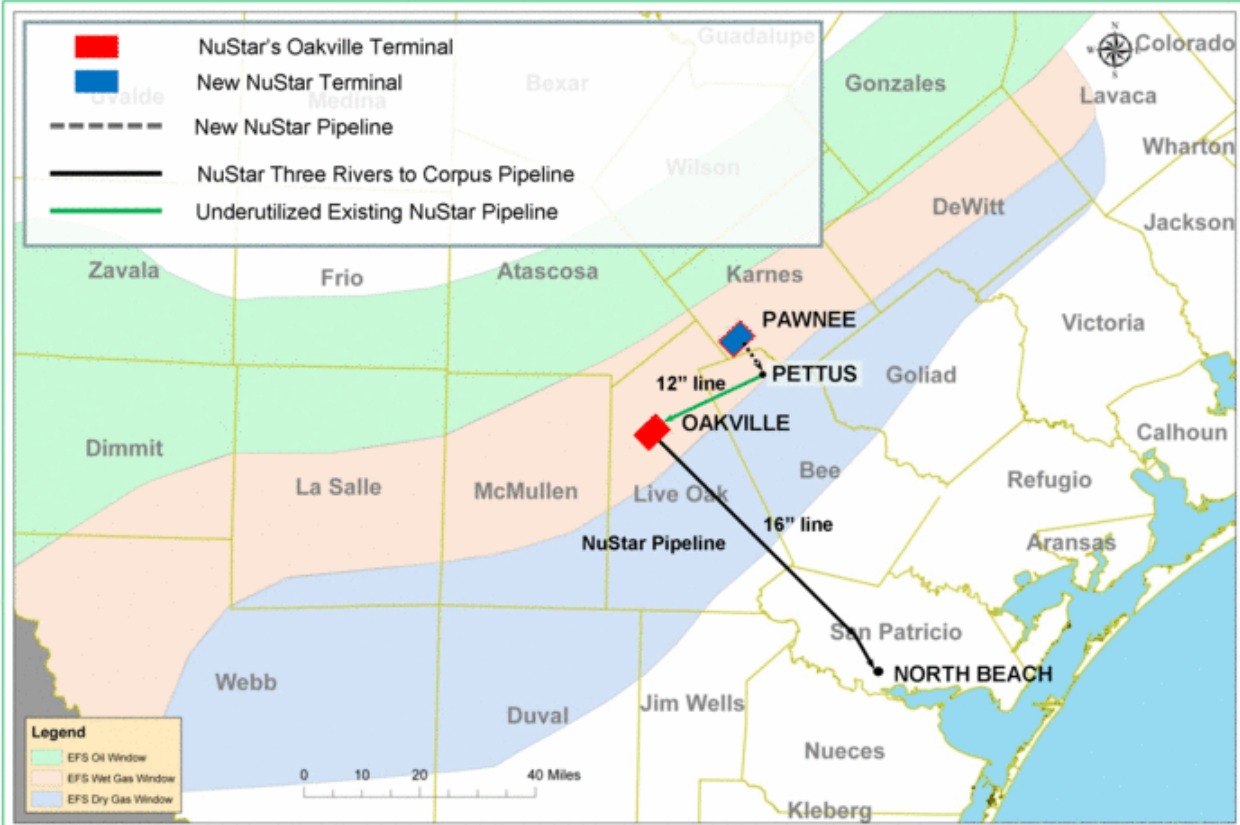 NuStar's Oakville Terminal
New NuStar Terminal
New NuStar Pipeline
NuStar Three Rivers to Corpus Pipeline
Underutilized Existing NuStar Pipeline
Guadalupe
Uvalde
Medina
Bexar
Wilson
Gonzales
N
W
Colorado
Lavaca
Wharton
DeWitt
Jackson
Zavala
Frio
Atascosa
Karnes
PAWNEE
Victoria
PETTUS
Goliad
12” line
OAKVILLE
Calhoun
Dimmit
La Salle
McMullen
Live Oak
Bee
Refugio
16” line
NuStar Pipeline
Aransas
San Patricio
NORTH BEACH
Webb
Duval
Jim Wells
Nueces
Kleberg
Legend
EFS Oil Window
EFS Wet Gas Window
EFS Dry Gas Window
0 10 20 40 Miles